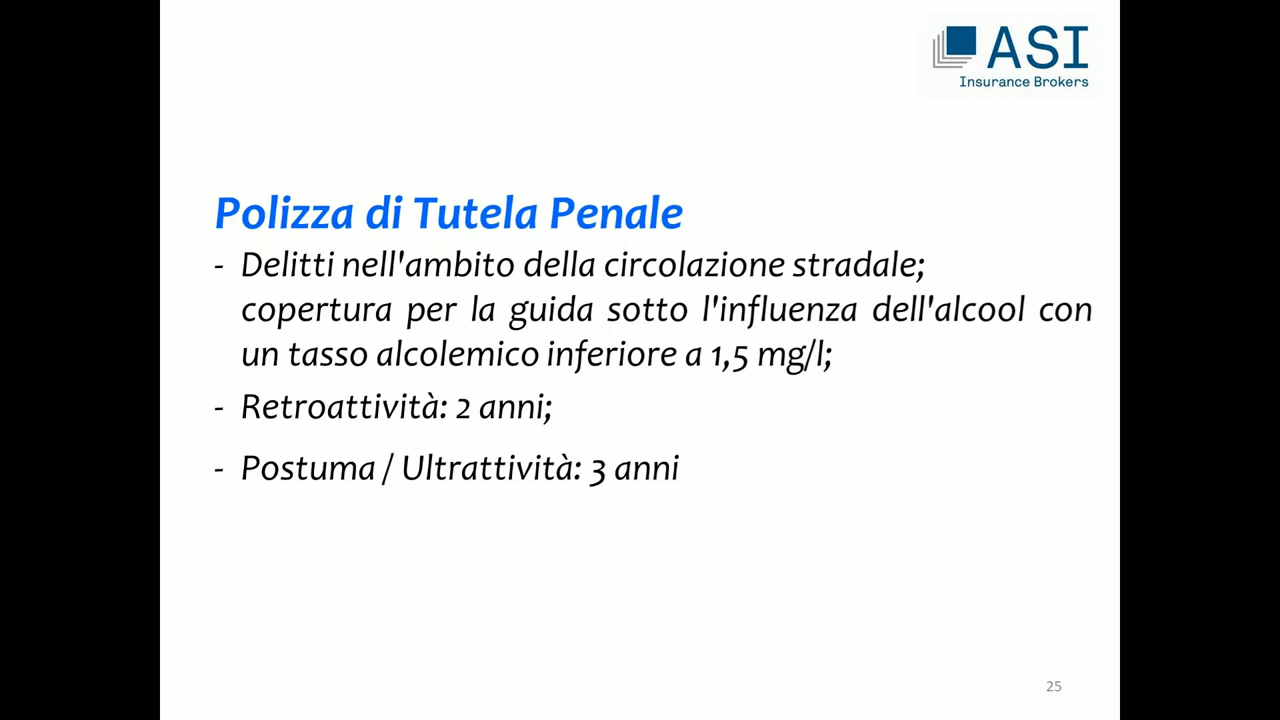 ASI
Insurance Brokers
Polizza di Tutela Penale
- Delitti nell'ambito della circolazione stradale;
copertura per la guida sotto l'influenza dell'alcool con
un tasso alcolemico inferiore a 1,5 mg/l;
- Retroattività: 2 anni;
- Postuma / Ultrattività: 3 anni
25